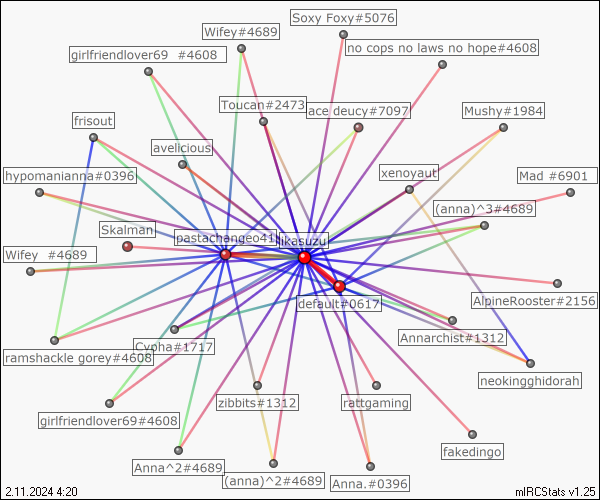 Soxy Foxy#5076
Wifey#4689
no cops no laws no hope#4608
girlfriendlover69  #4608
Toucan#2473
ace deucy#7097
Mushy#1984
frisout
avelicious
xenoyaut
hypomanianna#0396
Mad #6901
(anna)^3#4689
Skalman
pastachangeo41
likasuzu
Wifey  #4689
default#0617
AlpineRooster#2156
Annarchist#1312
Cypha#1717
ramshackle gorey#4608
neokingghidorah
zibbits#1312
rattgaming
girlfriendlover69#4608
fakedingo
Anna^2#4689
(anna)^2#4689
Anna.#0396
2.11.2024 4:20
mIRCStats v1.25